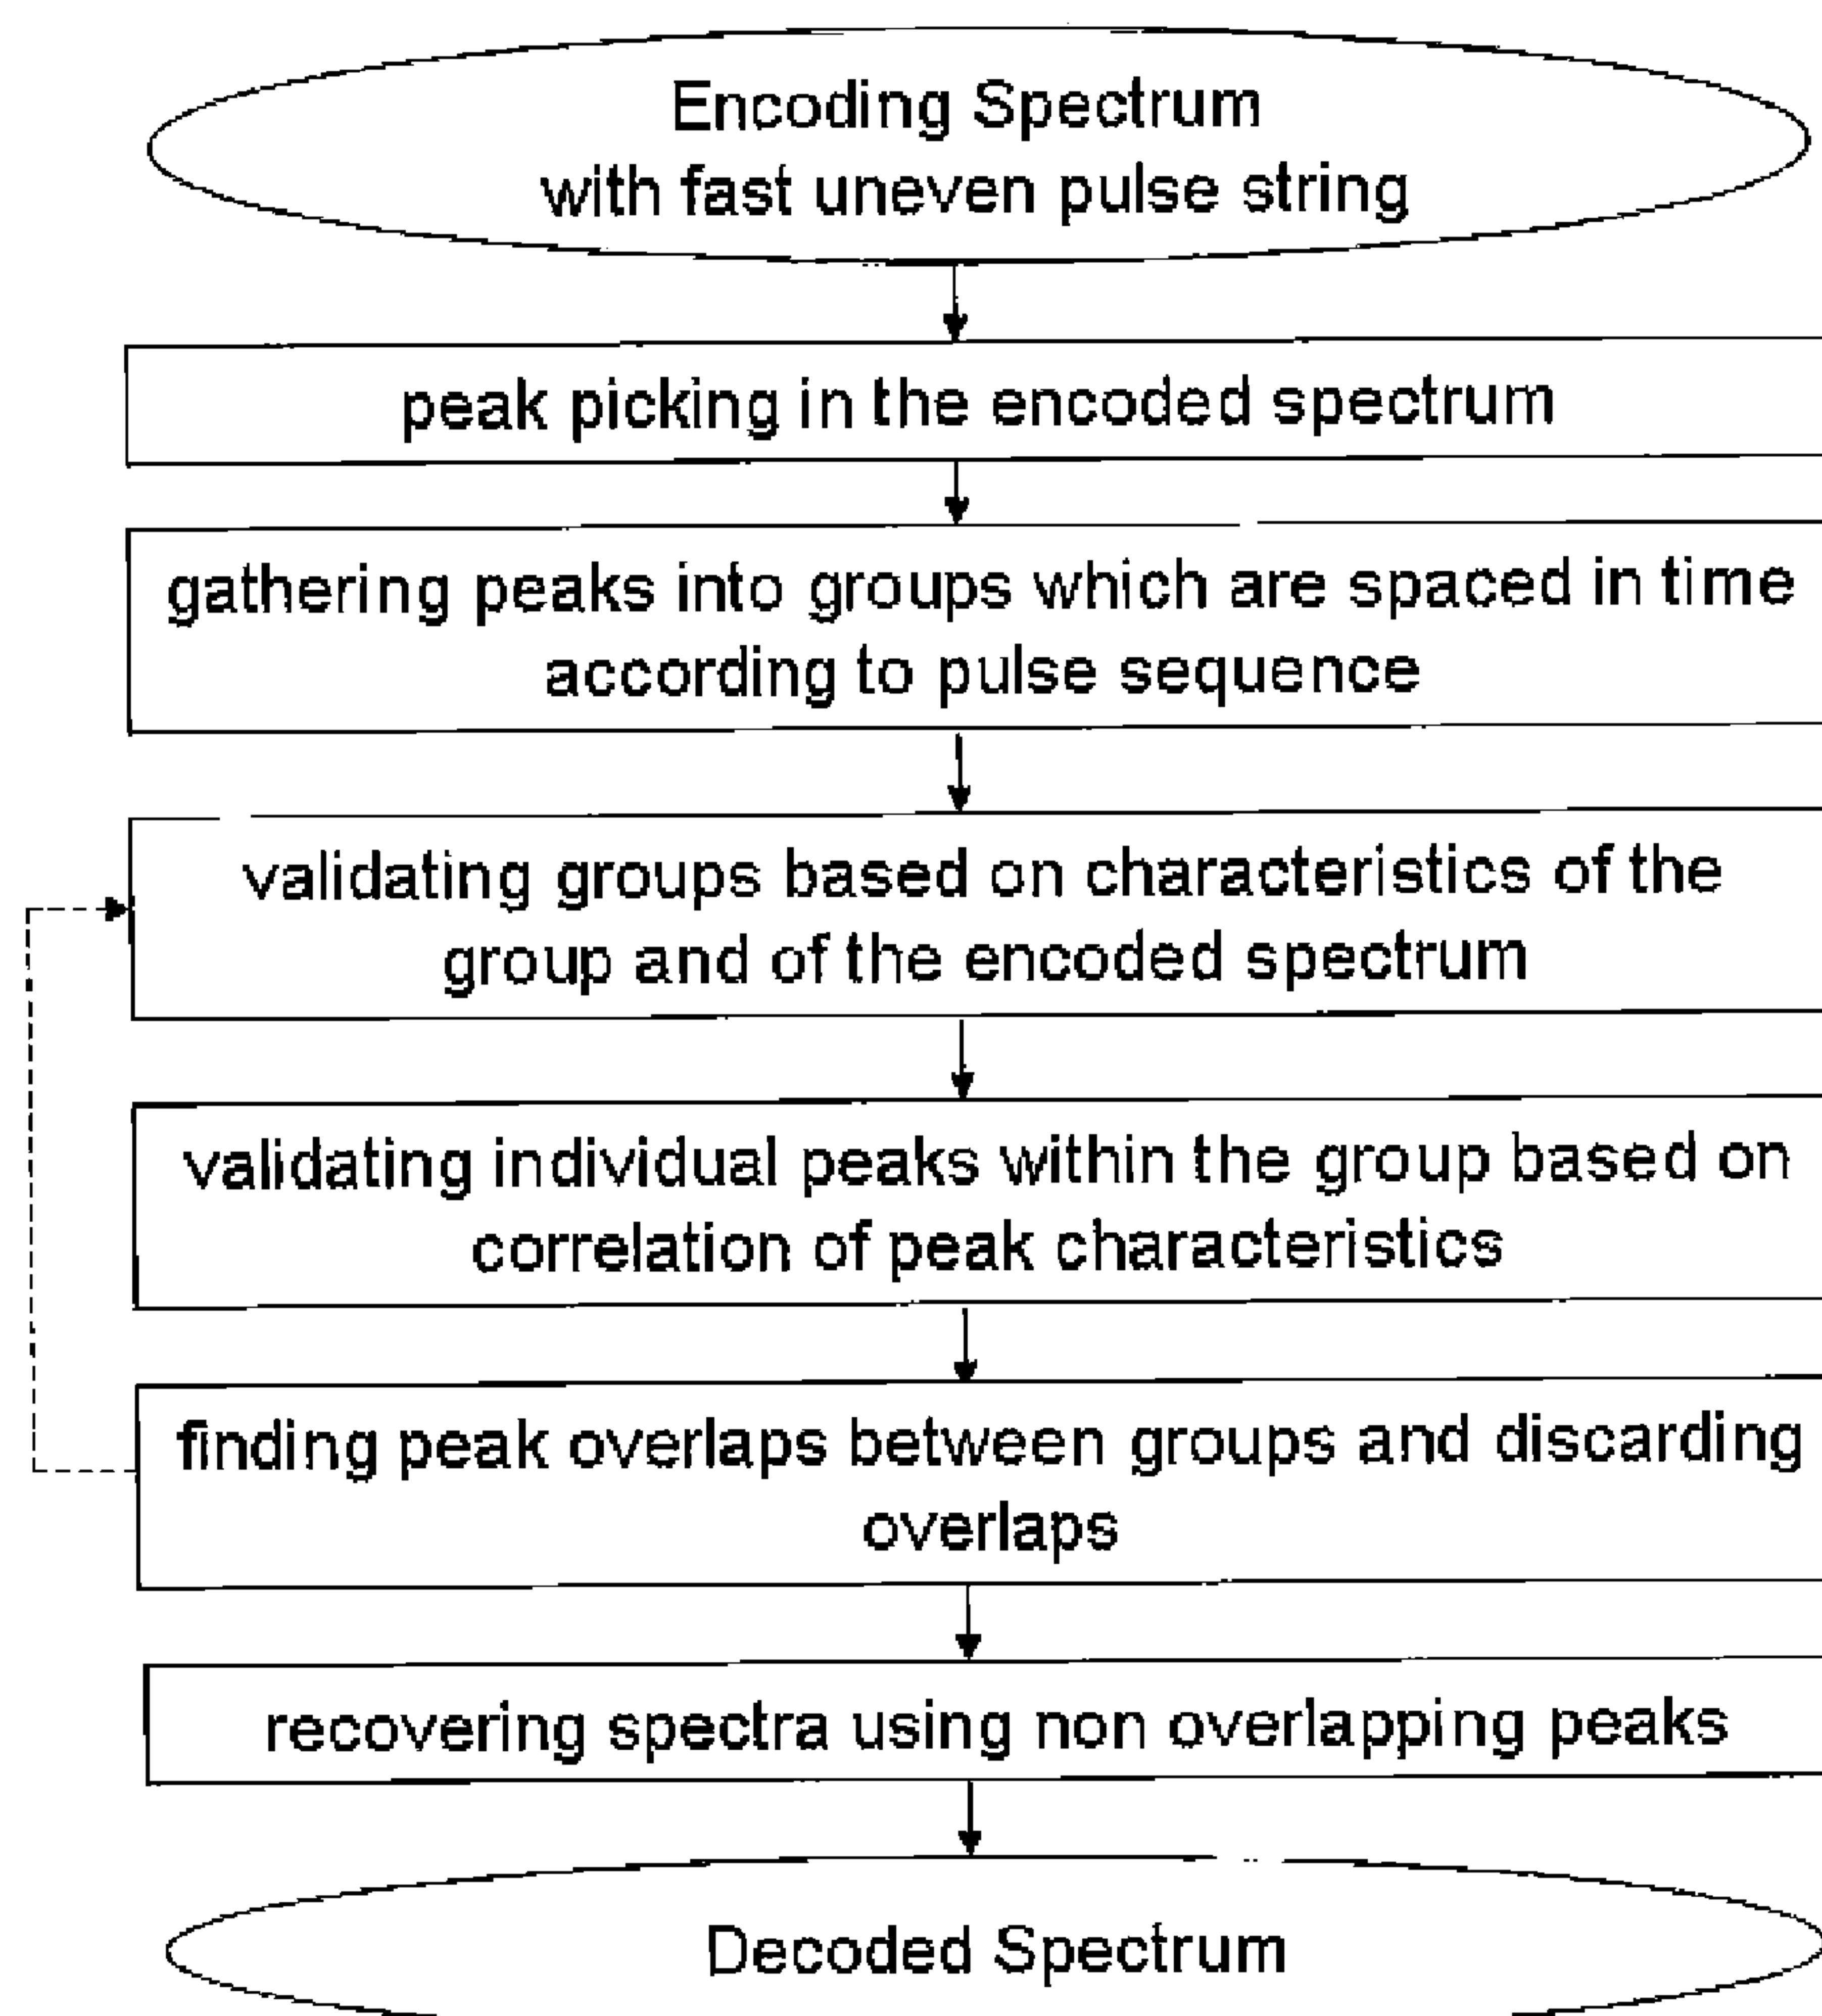 Encoding Spectrum
with fast uneven pulse string
peak picking in the encoded spectrum
gathering peaks into groups which are spaced in time
according to pulse sequence
validating groups based on characteristics of the
group and of the encoded spectrum
validating individual peaks within the group based on
correlation of peak characteristics
finding peak overlaps between groups and discarding
overlaps
recovering spectra using non overlapping peaks
Decoded Spectrum